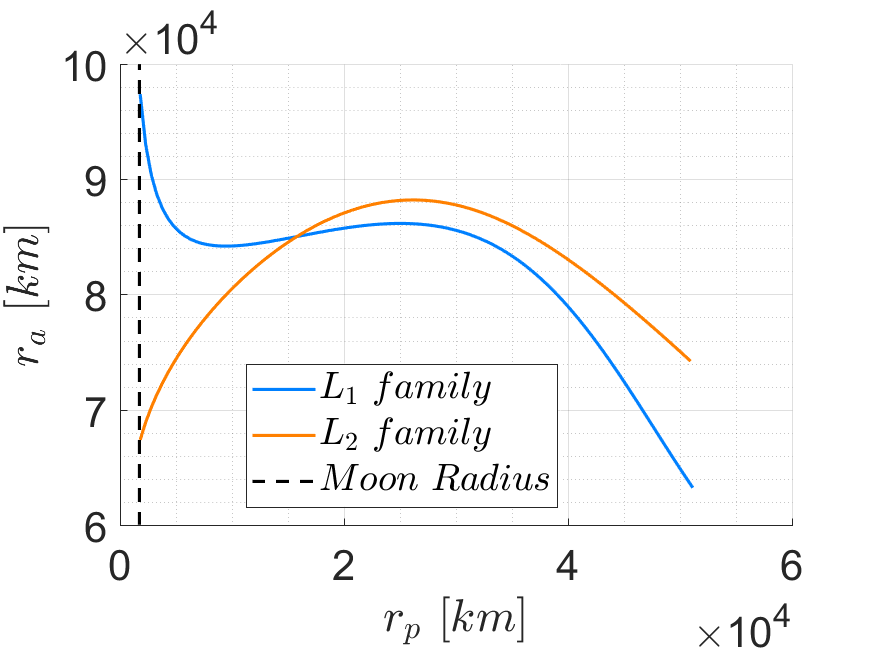 ×10⁴
10
9
8
7
6
r_a [km]
L₁ family
L₂ family
Moon Radius
0 2 4 6
r_p [km]
×10⁴